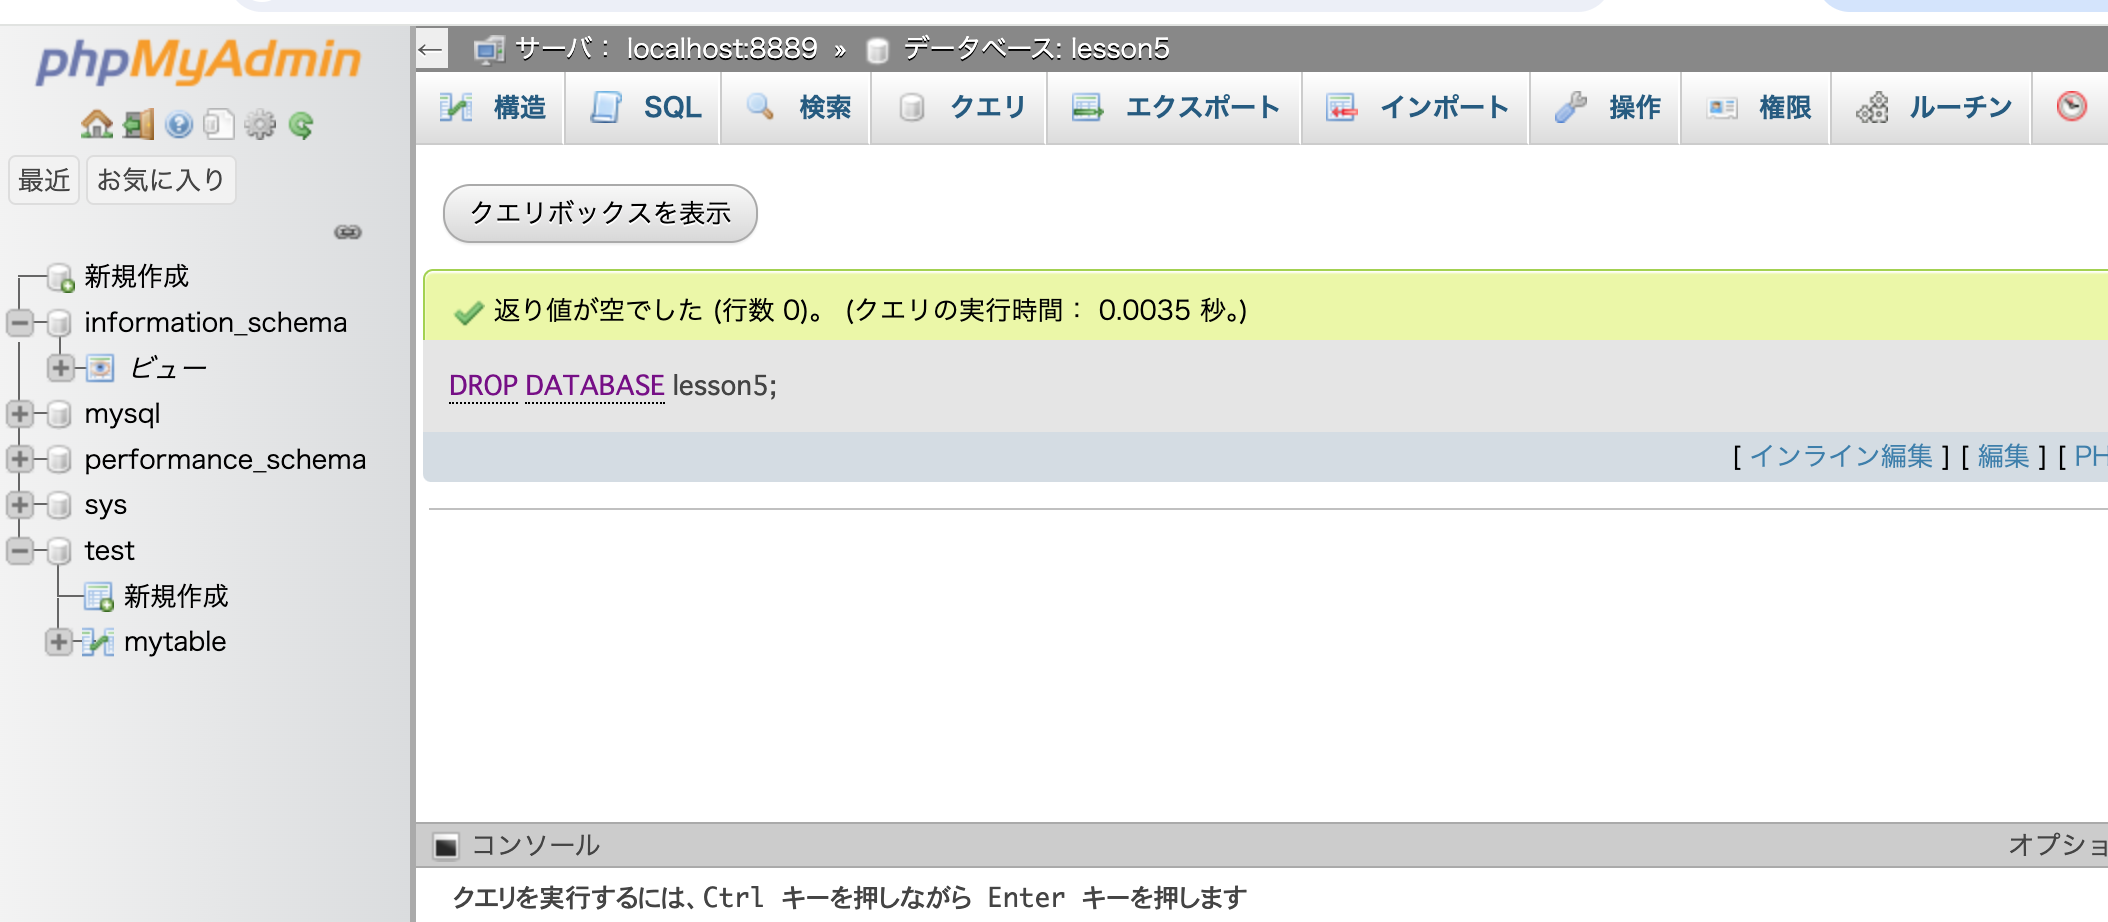 phpMyAdmin
最近 お気に入り
新規作成
information_schema
ビュー
mysql
performance_schema
sys
test
新規作成
mytable
← サーバ： localhost:8889 » データベース: lesson5
構造 SQL 検索 クエリ エクスポート インポート 操作 権限 ルーチン
クエリボックスを表示
返り値が空でした (行数 0)。 (クエリの実行時間： 0.0035 秒。)
DROP DATABASE lesson5;
[ インライン編集 ] [ 編集 ] [ PH
コンソール オプショ
クエリを実行するには、Ctrl キーを押しながら Enter キーを押します